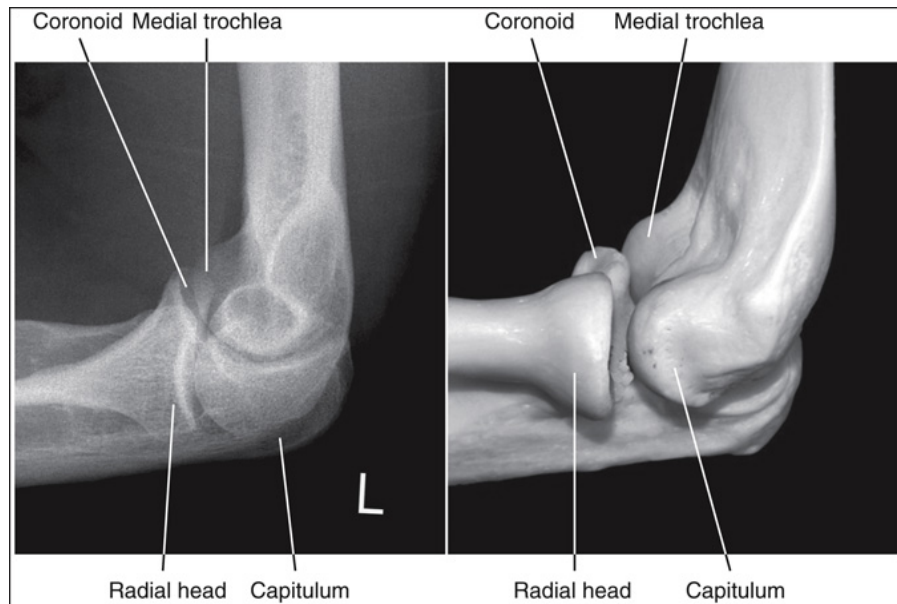 Coronoid Medial trochlea
Coronoid Medial trochlea
L
Radial head Capitulum
Radial head Capitulum